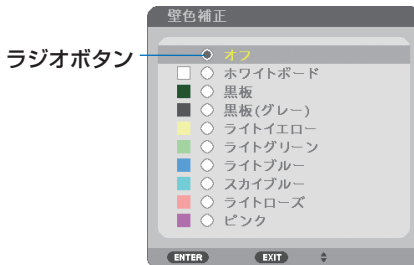 壁色補正
ラジオボタン
オフ
ホワイトボード
黒板
黒板(グレー)
ライトイエロー
ライトグリーン
ライトブルー
スカイブルー
ライトローズ
ピンク
ENTER EXIT